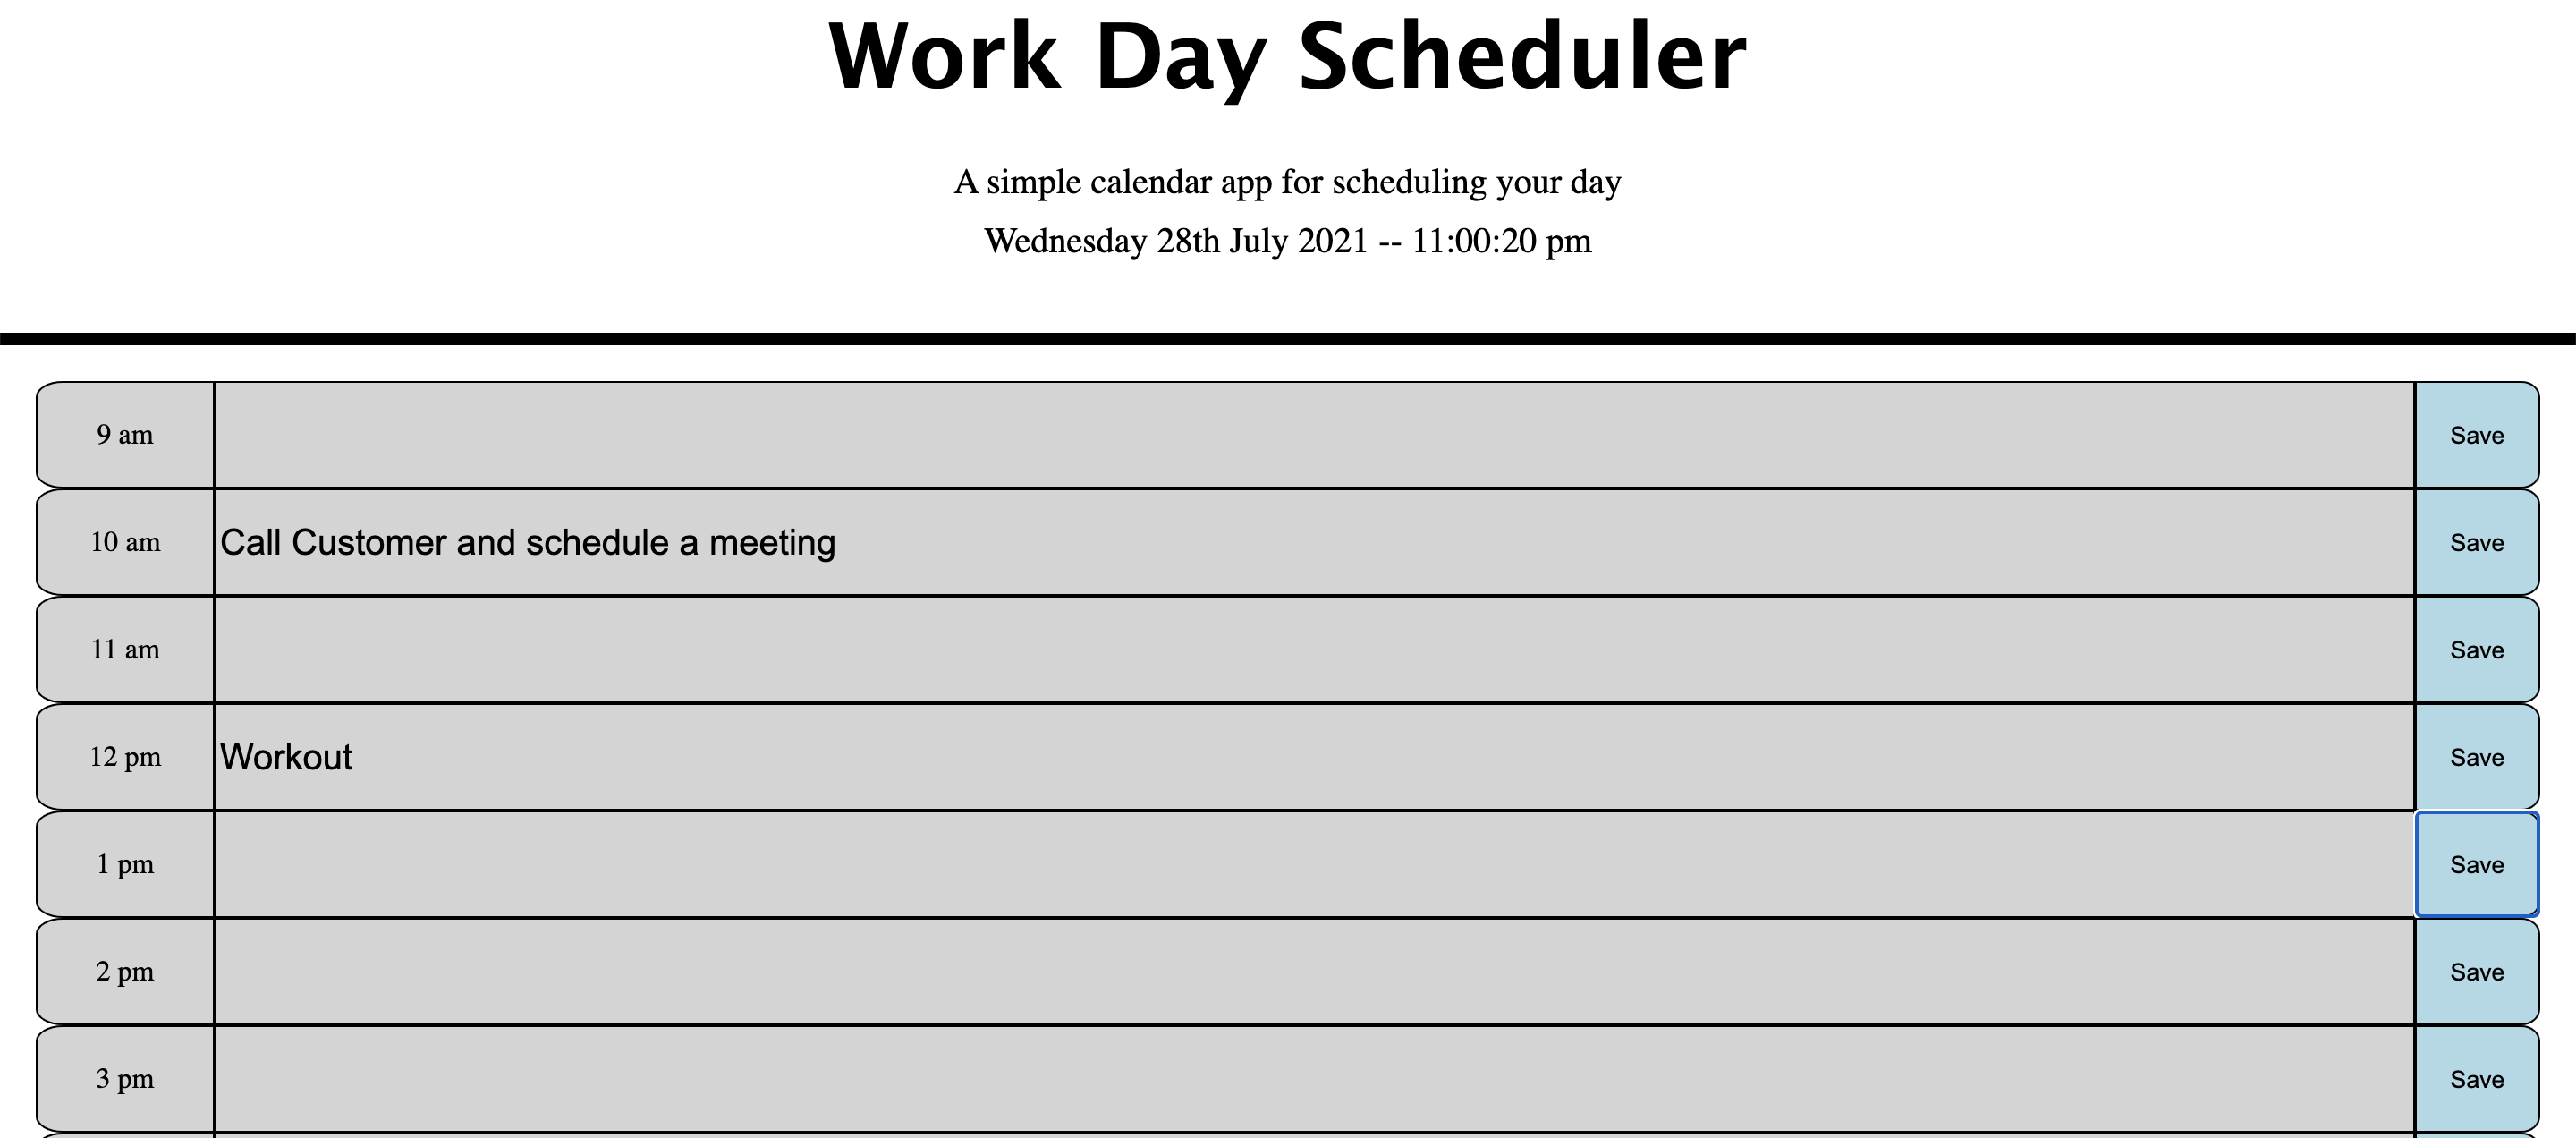 Work Day Scheduler
A simple calendar app for scheduling your day
Wednesday 28th July 2021 -- 11:00:20 pm
9 am Save
10 am Call Customer and schedule a meeting Save
11 am Save
12 pm Workout Save
1 pm Save
2 pm Save
3 pm Save